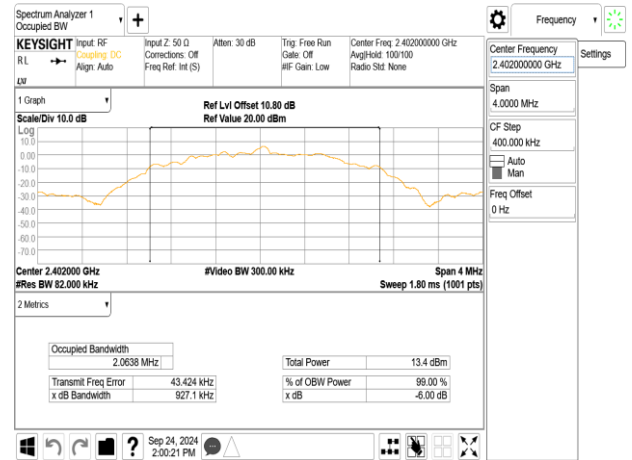 Spectrum Analyzer 1
Occupied BW
Frequency
KEYSIGHT
RL
LXI
Input: RF
Coupling: DC
Align: Auto
Input Z: 50 Ω
Corrections: Off
Freq Ref: Int (S)
Atten: 30 dB
Trig: Free Run
Gate: Off
#IF Gain: Low
Center Freq: 2.402000000 GHz
Avg|Hold: 100/100
Radio Std: None
Center Frequency
2.402000000 GHz
Settings
Span
4.0000 MHz
CF Step
400.000 kHz
Auto
Man
Freq Offset
0 Hz
1 Graph
Scale/Div 10.0 dB
Ref Lvl Offset 10.80 dB
Ref Value 20.00 dBm
Log
10.0
0.00
-10.0
-20.0
-30.0
-40.0
-50.0
-60.0
-70.0
Center 2.402000 GHz
#Video BW 300.00 kHz
Span 4 MHz
#Res BW 82.000 kHz
Sweep 1.80 ms (1001 pts)
2 Metrics
Occupied Bandwidth
2.0638 MHz
Total Power 13.4 dBm
Transmit Freq Error 43.424 kHz
% of OBW Power 99.00 %
x dB Bandwidth 927.1 kHz
x dB -6.00 dB
?
Sep 24, 2024
2:00:21 PM